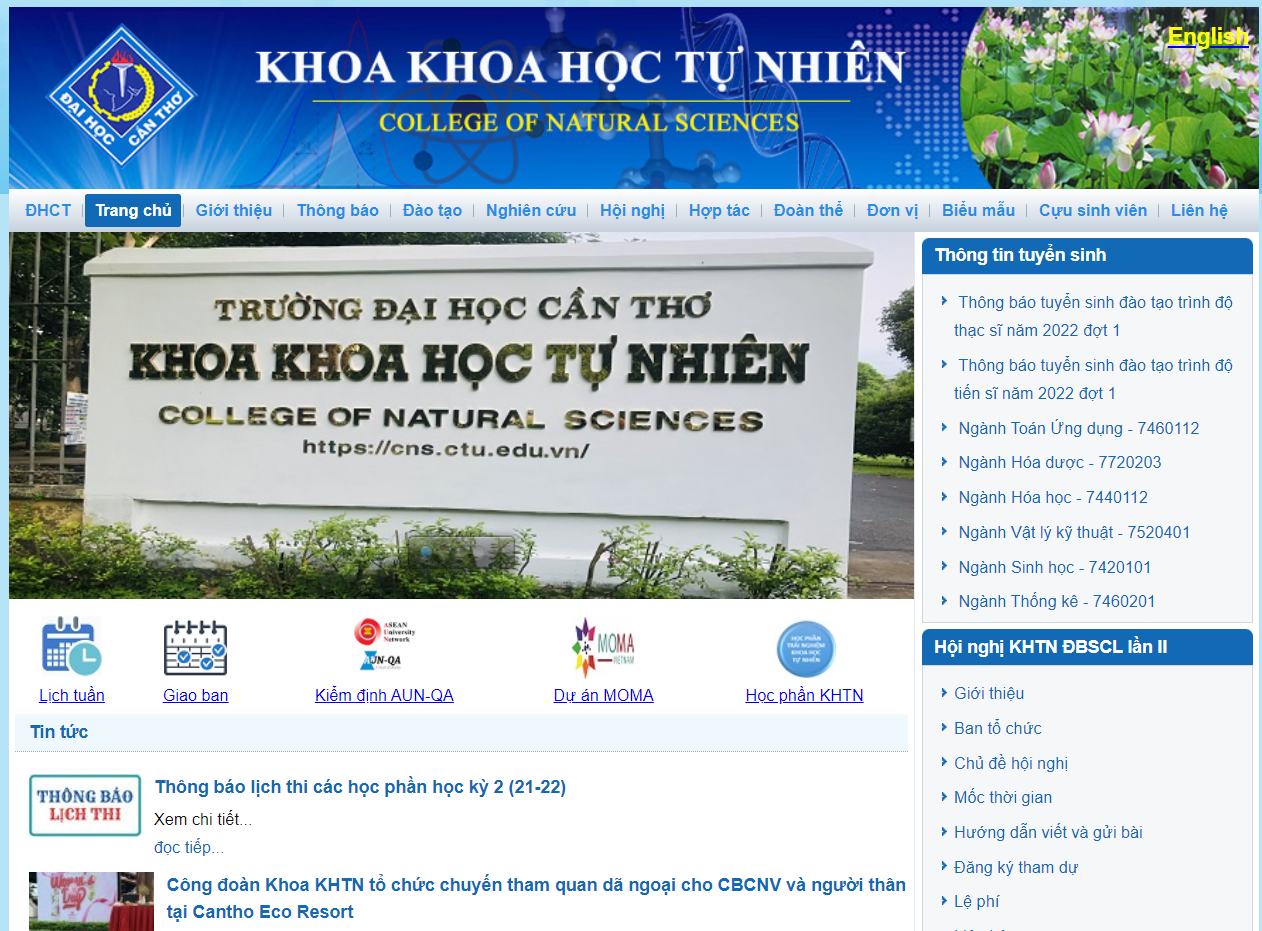 ĐẠI HỌC CẦN THƠ
KHOA KHOA HỌC TỰ NHIÊN
COLLEGE OF NATURAL SCIENCES
English
ĐHCT
Trang chủ
Giới thiệu
Thông báo
Đào tạo
Nghiên cứu
Hội nghị
Hợp tác
Đoàn thể
Đơn vị
Biểu mẫu
Cựu sinh viên
Liên hệ
TRƯỜNG ĐẠI HỌC CẦN THƠ
KHOA KHOA HỌC TỰ NHIÊN
COLLEGE OF NATURAL SCIENCES
https://cns.ctu.edu.vn/
ASEAN
University
Network
AUN-QA
MOMA
VIETNAM
HỌC PHẦN
TRẢI NGHIỆM
KHOA HỌC
TỰ NHIÊN
Lịch tuần
Giao ban
Kiểm định AUN-QA
Dự án MOMA
Học phần KHTN
Tin tức
THÔNG BÁO
LỊCH THI
Thông báo lịch thi các học phần học kỳ 2 (21-22)
Xem chi tiết...
đọc tiếp...
Công đoàn Khoa KHTN tổ chức chuyến tham quan dã ngoại cho CBCNV và người thân
tại Cantho Eco Resort
Thông tin tuyển sinh
Thông báo tuyển sinh đào tạo trình độ
thạc sĩ năm 2022 đợt 1
Thông báo tuyển sinh đào tạo trình độ
tiến sĩ năm 2022 đợt 1
Ngành Toán Ứng dụng - 7460112
Ngành Hóa dược - 7720203
Ngành Hóa học - 7440112
Ngành Vật lý kỹ thuật - 7520401
Ngành Sinh học - 7420101
Ngành Thống kê - 7460201
Hội nghị KHTN ĐBSCL lần II
Giới thiệu
Ban tổ chức
Chủ đề hội nghị
Mốc thời gian
Hướng dẫn viết và gửi bài
Đăng ký tham dự
Lệ phí